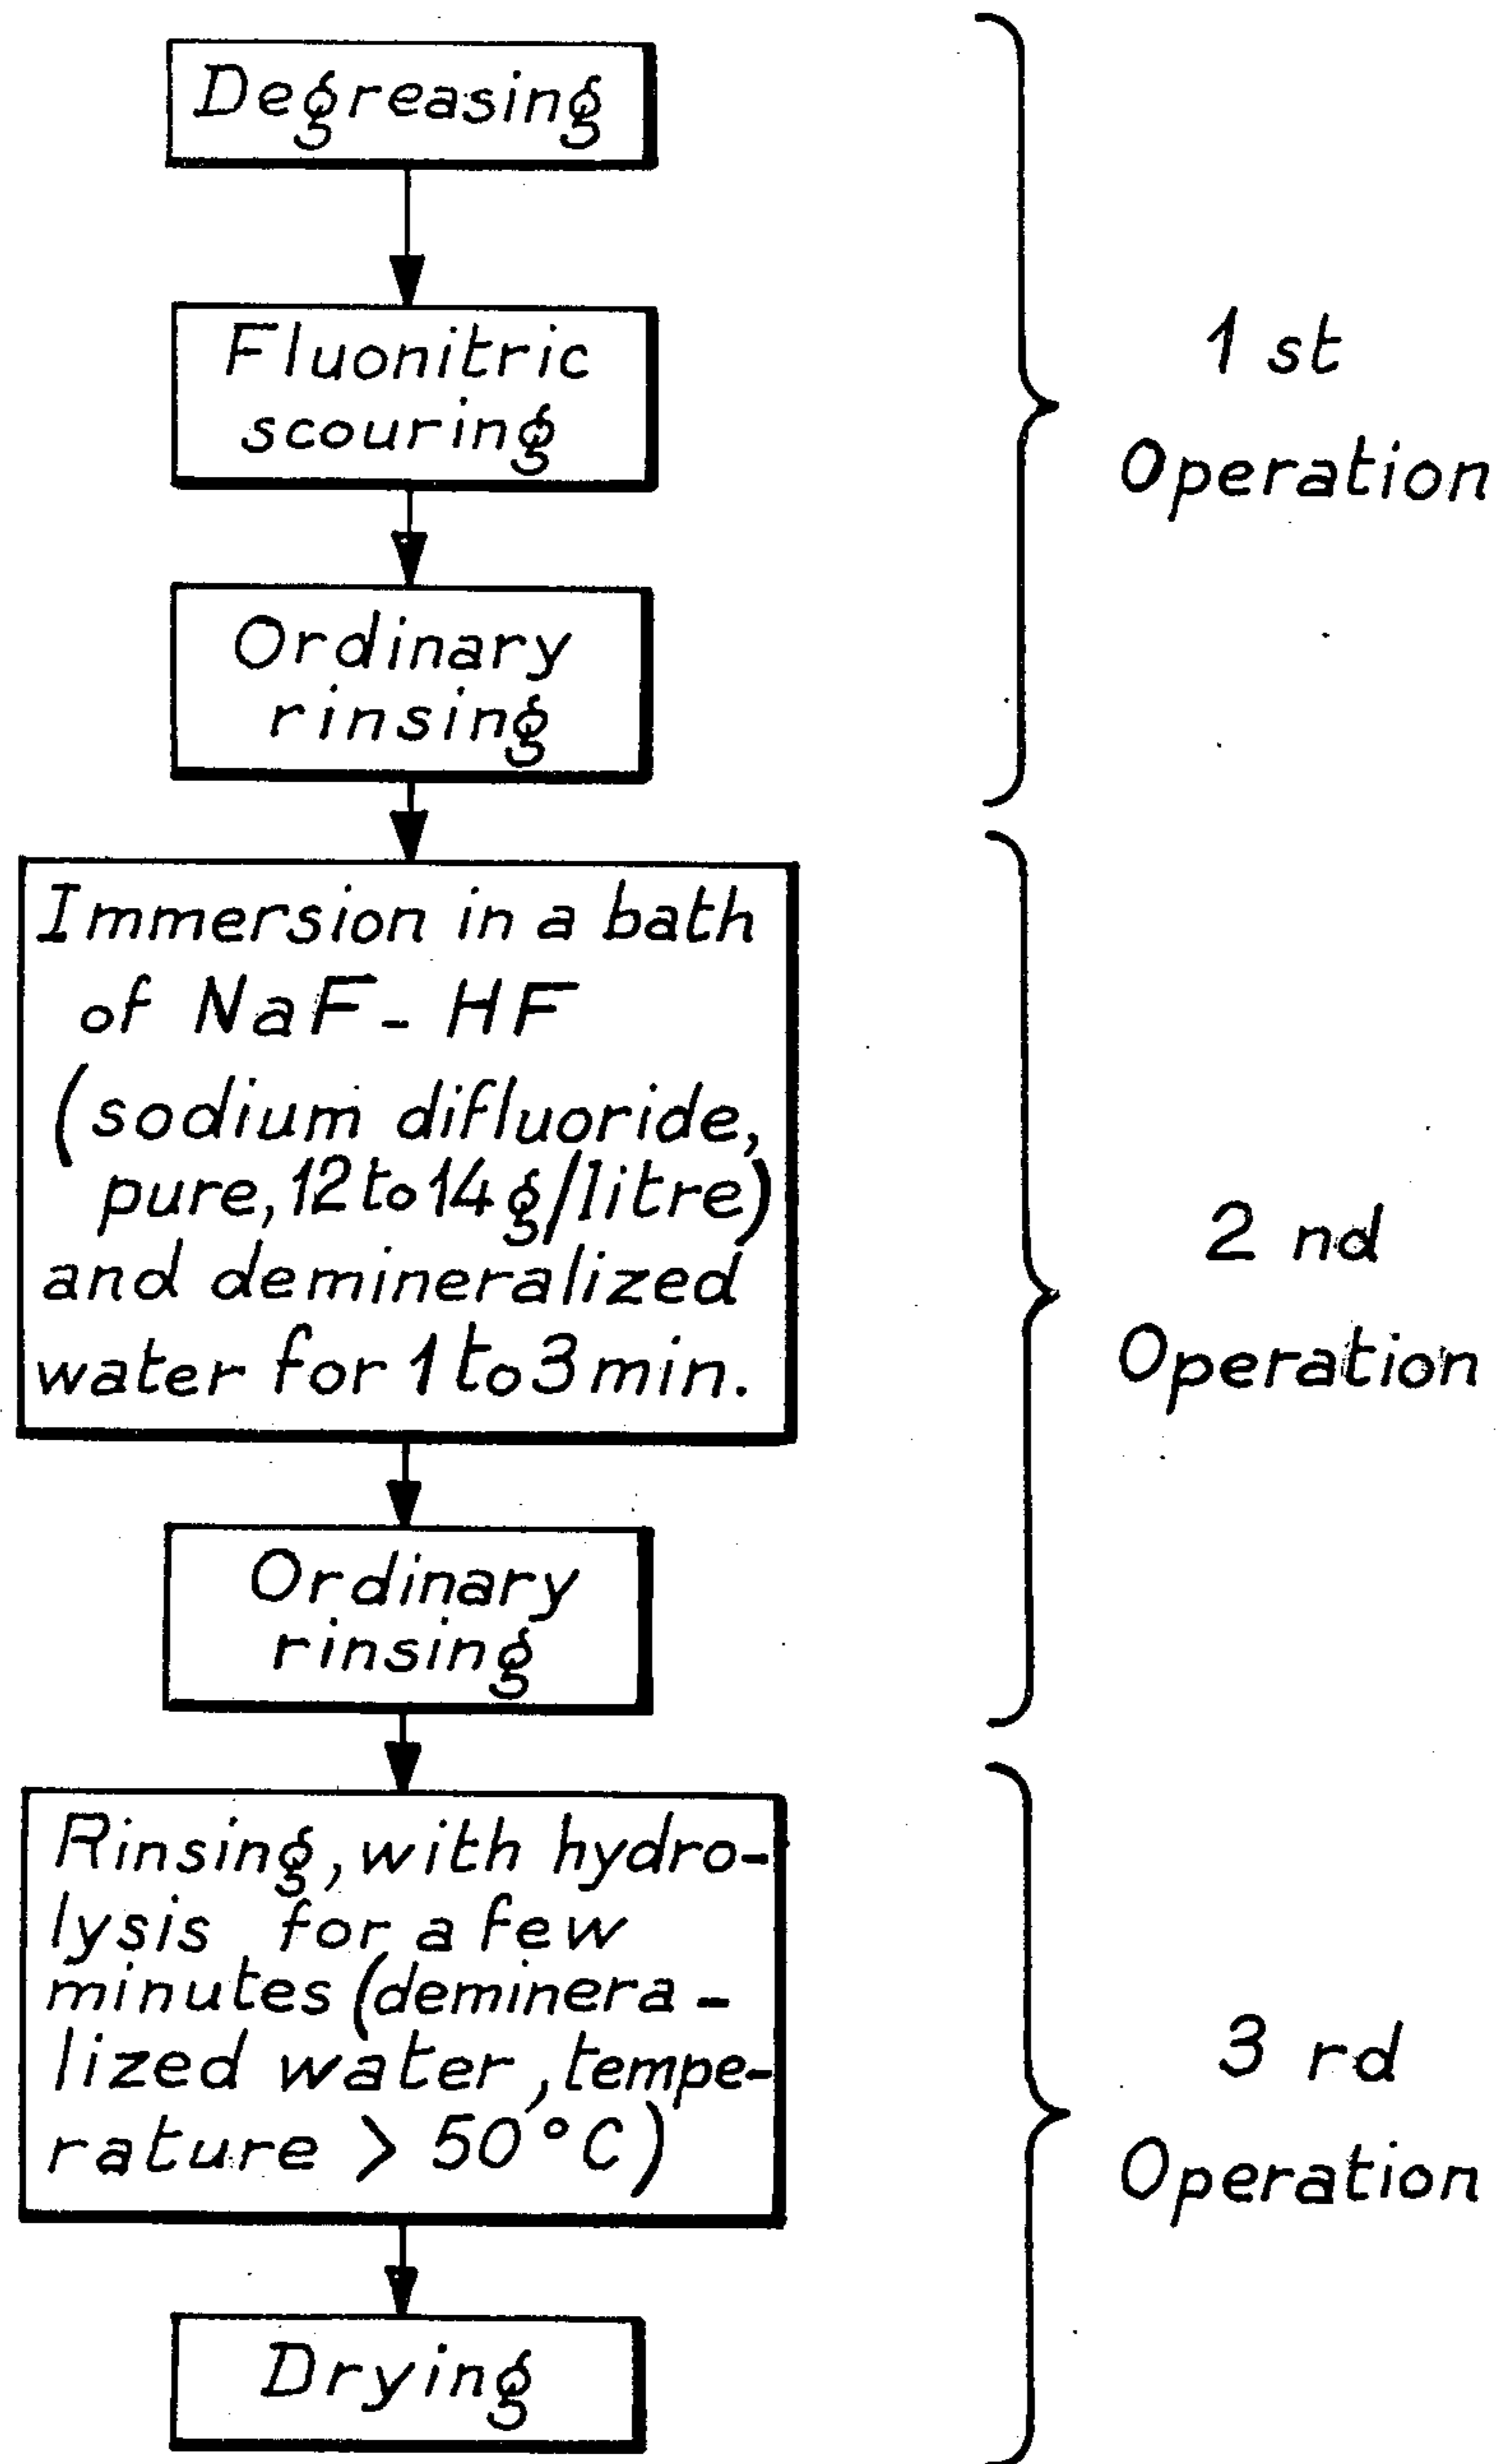 Degreasing
Fluonitric
scouring
Ordinary
rinsing
1 st
Operation
Immersion in a bath
of NaF - HF
(sodium difluoride,
pure, 12 to 14 g/litre)
and demineralized
water for 1 to 3 min.
Ordinary
rinsing
2 nd
Operation
Rinsing, with hydro-
lysis for a few
minutes (deminera-
lized water, tempe-
rature > 50°C)
Drying
3 rd
Operation